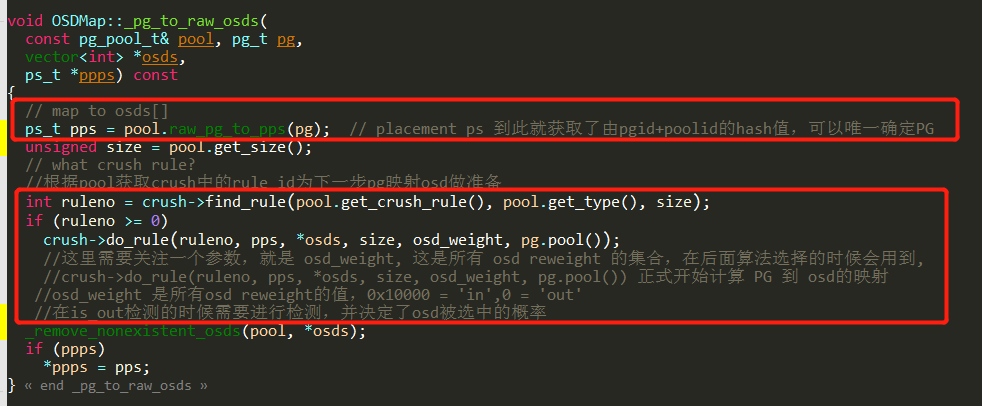 void OSDMap::_pg_to_raw_osds(
const pg_pool_t& pool, pg_t pg,
vector<int> *osds,
ps_t *ppps) const
{
// map to osds[]
ps_t pps = pool.raw_pg_to_pps(pg);  // placement ps 到此就获取了由pgid+poolid的hash值，可以唯一确定PG
unsigned size = pool.get_size();
// what crush rule?
//根据pool获取crush中的rule id为下一步pg映射osd做准备
int ruleno = crush->find_rule(pool.get_crush_rule(), pool.get_type(), size);
if (ruleno >= 0)
crush->do_rule(ruleno, pps, *osds, size, osd_weight, pg.pool());
//这里需要关注一个参数，就是 osd_weight, 这是所有 osd reweight 的集合，在后面算法选择的时候会用到,
//crush->do_rule(ruleno, pps, *osds, size, osd_weight, pg.pool()) 正式开始计算 PG 到 osd的映射
//osd_weight 是所有osd reweight的值，0x10000 = 'in',0 = 'out'
//在is_out检测的时候需要进行检测，并决定了osd被选中的概率
_remove_nonexistent_osds(pool, *osds);
if (ppps)
*ppps = pps;
} « end _pg_to_raw_osds »